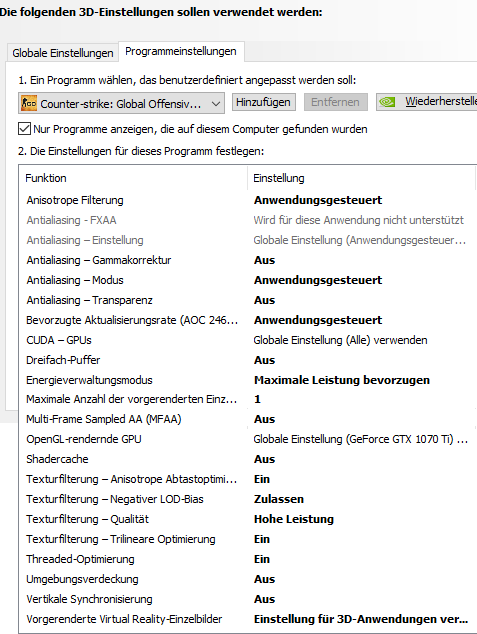 Die folgenden 3D-Einstellungen sollen verwendet werden:
Globale Einstellungen Programmeinstellungen
1. Ein Programm wählen, das benutzerdefiniert angepasst werden soll:
Counter-strike: Global Offensiv... Hinzufügen Entfernen Wiederherstelle
Nur Programme anzeigen, die auf diesem Computer gefunden wurden
2. Die Einstellungen für dieses Programm festlegen:
Funktion Einstellung
Anisotrope Filterung Anwendungsgesteuert
Antialiasing - FXAA Wird für diese Anwendung nicht unterstützt
Antialiasing – Einstellung Globale Einstellung (Anwendungsgesteuer...
Antialiasing – Gammakorrektur Aus
Antialiasing – Modus Anwendungsgesteuert
Antialiasing – Transparenz Aus
Bevorzugte Aktualisierungsrate (AOC 246... Anwendungsgesteuert
CUDA – GPUs Globale Einstellung (Alle) verwenden
Dreifach-Puffer Aus
Energieverwaltungsmodus Maximale Leistung bevorzugen
Maximale Anzahl der vorgerenderten Einz... 1
Multi-Frame Sampled AA (MFAA) Aus
OpenGL-rendernde GPU Globale Einstellung (GeForce GTX 1070 Ti) ...
Shadercache Aus
Texturfilterung – Anisotrope Abtastoptimi... Ein
Texturfilterung – Negativer LOD-Bias Zulassen
Texturfilterung – Qualität Hohe Leistung
Texturfilterung – Trilineare Optimierung Ein
Threaded-Optimierung Ein
Umgebungsverdeckung Aus
Vertikale Synchronisierung Aus
Vorgerenderte Virtual Reality-Einzelbilder Einstellung für 3D-Anwendungen ver...